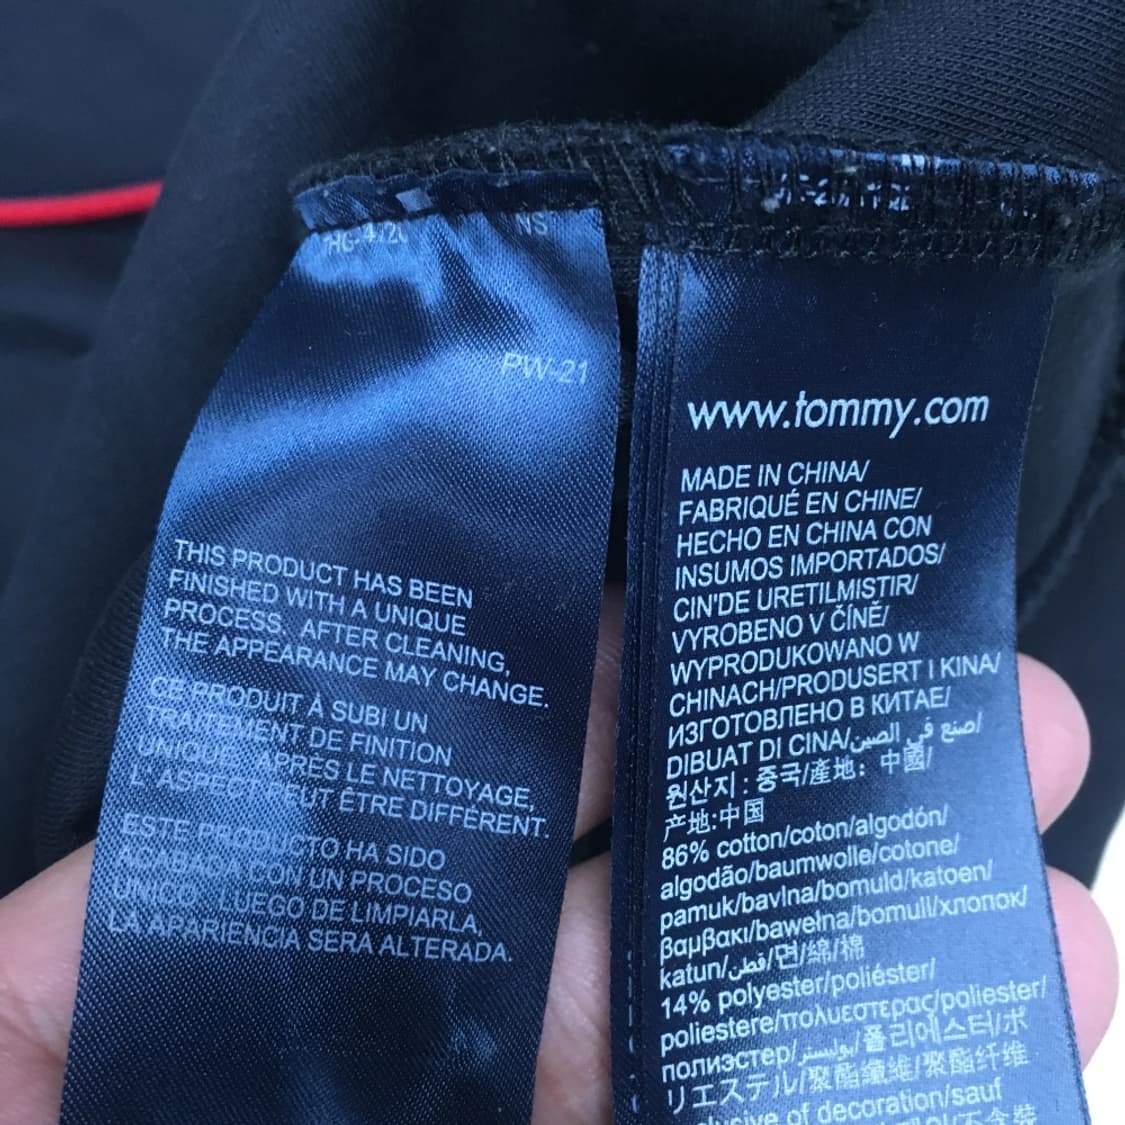 NS
PW-21
THIS PRODUCT HAS BEEN
FINISHED WITH A UNIQUE
PROCESS. AFTER CLEANING,
THE APPEARANCE MAY CHANGE.
CE PRODUIT À SUBI UN
TRAITEMENT DE FINITION
UNIQUE. APRÈS LE NETTOYAGE,
L' ASPECT PEUT ÊTRE DIFFÉRENT.
ESTE PRODUCTO HA SIDO
ACABADA CON UN PROCESO
ÚNICO. LUEGO DE LIMPIARLA,
LA APARIENCIA SERA ALTERADA.
www.tommy.com
MADE IN CHINA/
FABRIQUÉ EN CHINE/
HECHO EN CHINA CON
INSUMOS IMPORTADOS/
CIN'DE URETILMISTIR/
VYROBENO V ČÍNĚ/
WYPRODUKOWANO W
CHINACH/PRODUSERT I KINA/
ИЗГОТОВЛЕНО В КИТАЕ/
DIBUAT DI CINA/صنع في الصين/
원산지 : 중국/產地: 中國/
产地:中国
86% cotton/coton/algodón/
algodão/baumwolle/cotone/
pamuk/bavlna/bomuld/katoen/
βαμβακι/bawełna/bomull/хлопок/
katun/قطن/면/綿/棉
14% polyester/poliéster/
poliestere/πολυεστερας/poliester/
полиэстер/بوليستر/폴리에스터/ポ
リエステル/聚酯纖維/聚酯纤维
exclusive of decoration/sauf